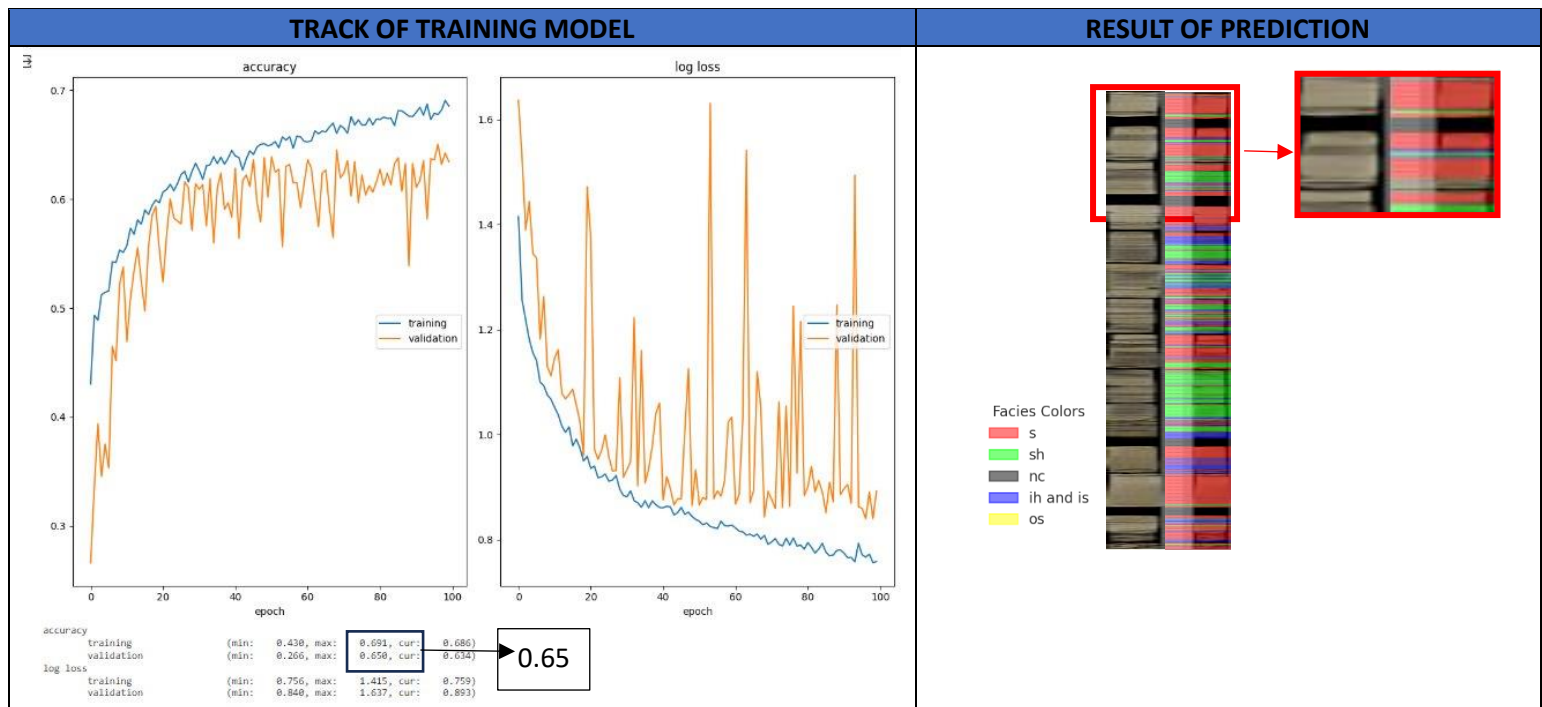 TRACK OF TRAINING MODEL
RESULT OF PREDICTION
accuracy
0.7
0.6
0.5
0.4
0.3
training
validation
0 20 40 60 80 100
epoch
log loss
1.6
1.4
1.2
1.0
0.8
training
validation
0 20 40 60 80 100
epoch
accuracy
training (min: 0.430, max: 0.691, cur: 0.686)
validation (min: 0.266, max: 0.650, cur: 0.634)
log loss
training (min: 0.756, max: 1.415, cur: 0.759)
validation (min: 0.840, max: 1.637, cur: 0.893)
0.65
Facies Colors
s
sh
nc
ih and is
os